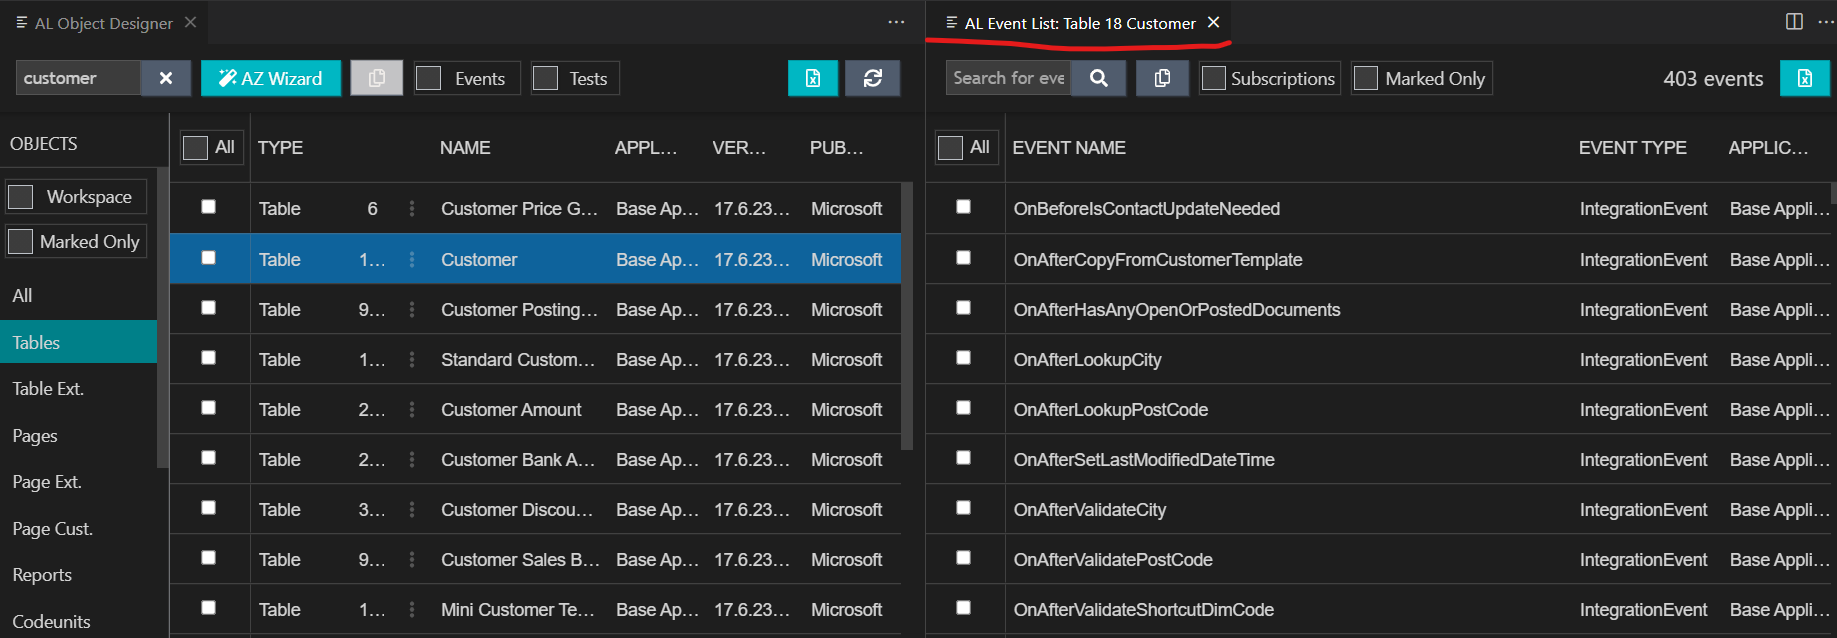 AL Object Designer
customer
AZ Wizard
Events
Tests
OBJECTS
Workspace
Marked Only
All
Tables
Table Ext.
Pages
Page Ext.
Page Cust.
Reports
Codeunits
All TYPE NAME APPL... VER... PUB...
Table 6 Customer Price G... Base Ap... 17.6.23... Microsoft
Table 1... Customer Base Ap... 17.6.23... Microsoft
Table 9... Customer Posting... Base Ap... 17.6.23... Microsoft
Table 1... Standard Custom... Base Ap... 17.6.23... Microsoft
Table 2... Customer Amount Base Ap... 17.6.23... Microsoft
Table 2... Customer Bank A... Base Ap... 17.6.23... Microsoft
Table 3... Customer Discou... Base Ap... 17.6.23... Microsoft
Table 9... Customer Sales B... Base Ap... 17.6.23... Microsoft
Table 1... Mini Customer Te... Base Ap... 17.6.23... Microsoft
AL Event List: Table 18 Customer
Search for eve
Subscriptions
Marked Only
403 events
All EVENT NAME EVENT TYPE APPLIC...
OnBeforeIsContactUpdateNeeded IntegrationEvent Base Appli...
OnAfterCopyFromCustomerTemplate IntegrationEvent Base Appli...
OnAfterHasAnyOpenOrPostedDocuments IntegrationEvent Base Appli...
OnAfterLookupCity IntegrationEvent Base Appli...
OnAfterLookupPostCode IntegrationEvent Base Appli...
OnAfterSetLastModifiedDateTime IntegrationEvent Base Appli...
OnAfterValidateCity IntegrationEvent Base Appli...
OnAfterValidatePostCode IntegrationEvent Base Appli...
OnAfterValidateShortcutDimCode IntegrationEvent Base Appli...